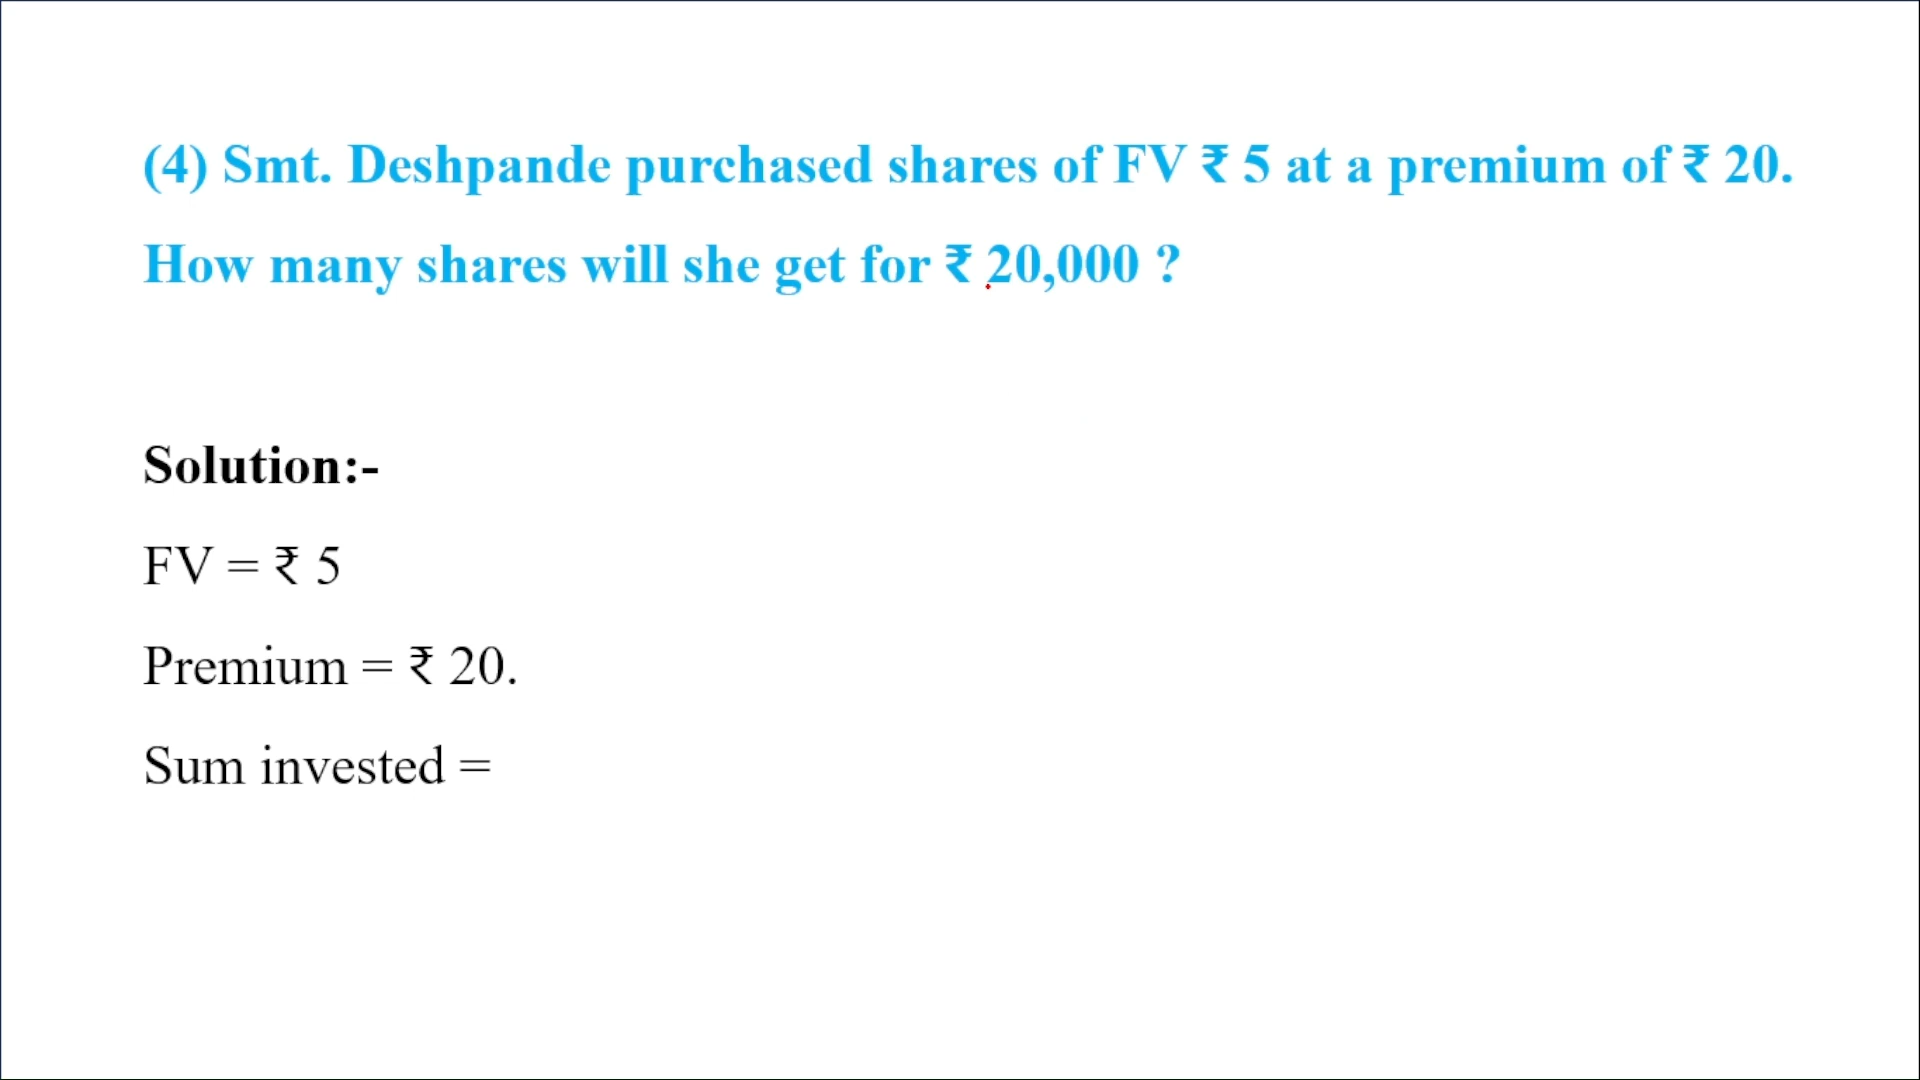 (4) Smt. Deshpande purchased shares of FV ₹ 5 at a premium of ₹ 20.
How many shares will she get for ₹ 20,000 ?
Solution:-
FV = ₹ 5
Premium = ₹ 20.
Sum invested =